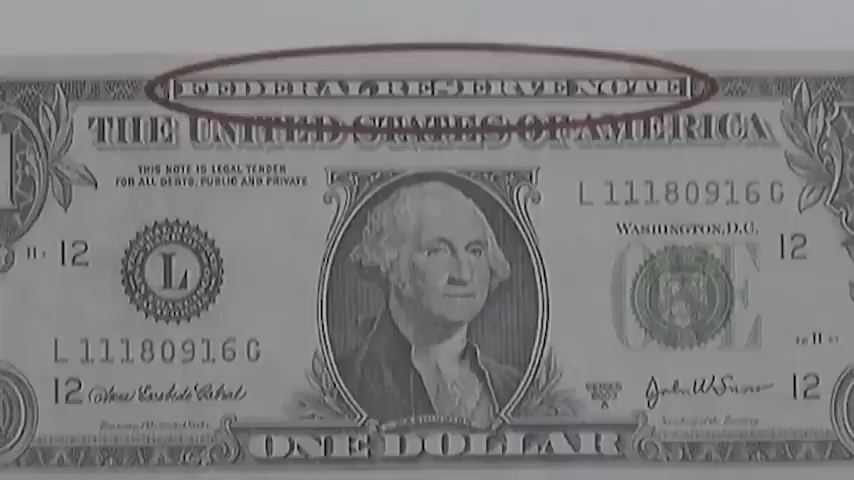 FEDERAL RESERVE NOTE
THE UNITED STATES OF AMERICA
THIS NOTE IS LEGAL TENDER
FOR ALL DEBTS, PUBLIC AND PRIVATE
L 11180916 G
WASHINGTON, D.C.
12
12
L
L 11180916 G
12
SERIES
2003
A
12
ONE DOLLAR